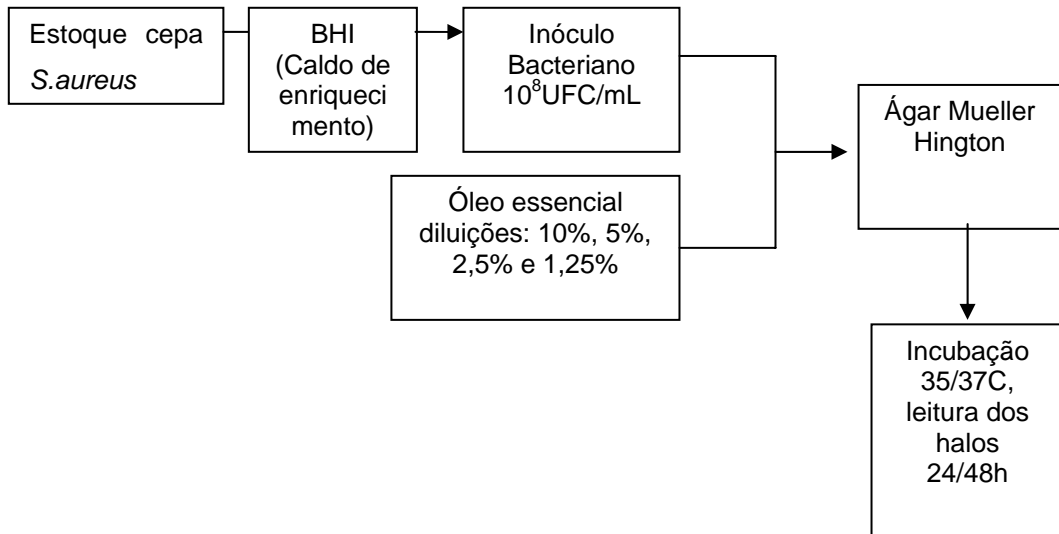 Estoque cepa
S.aureus
BHI
(Caldo de
enriqueci
mento)
Inóculo
Bacteriano
10⁸UFC/mL
Óleo essencial
diluições: 10%, 5%,
2,5% e 1,25%
Ágar Mueller
Hington
Incubação
35/37C,
leitura dos
halos
24/48h